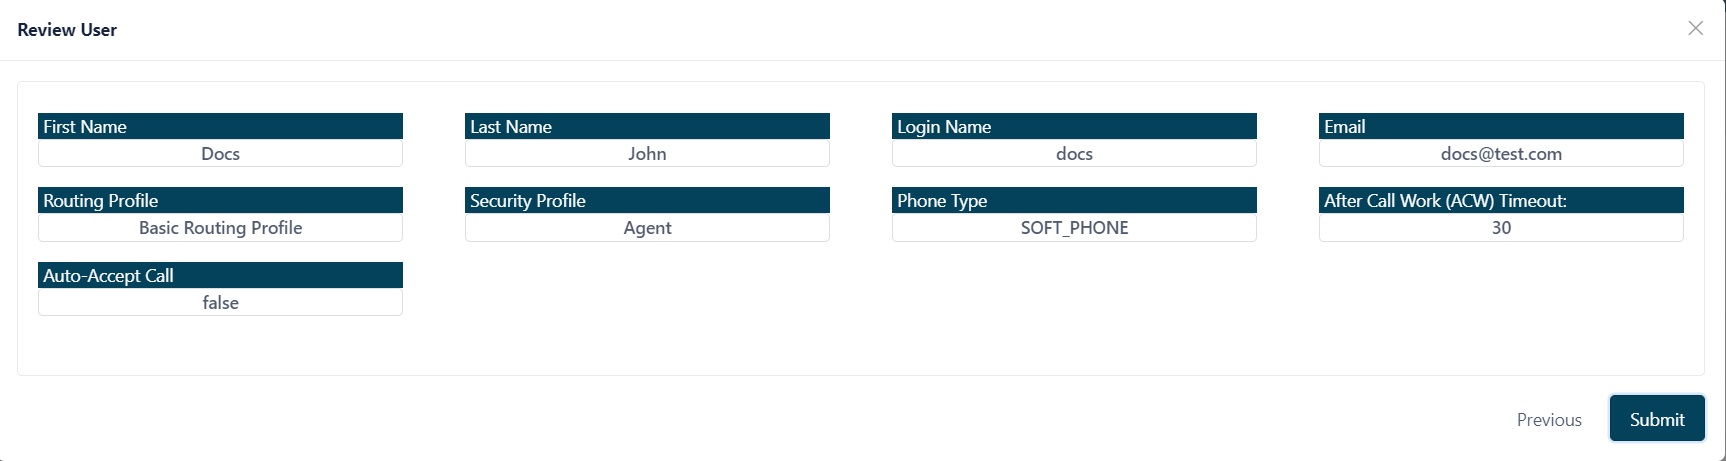 Review User
First Name
Docs
Last Name
John
Login Name
docs
Email
docs@test.com
Routing Profile
Basic Routing Profile
Security Profile
Agent
Phone Type
SOFT_PHONE
After Call Work (ACW) Timeout:
30
Auto-Accept Call
false
Previous
Submit